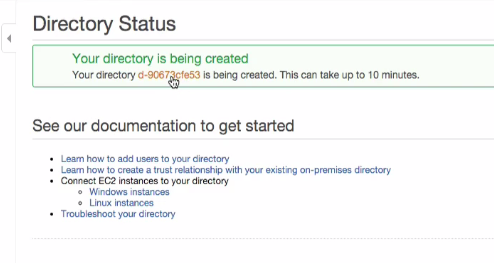 Directory Status
Your directory is being created
Your directory d-90673cfe53 is being created. This can take up to 10 minutes.
See our documentation to get started
Learn how to add users to your directory
Learn how to create a trust relationship with your existing on-premises directory
Connect EC2 instances to your directory
Windows instances
Linux instances
Troubleshoot your directory